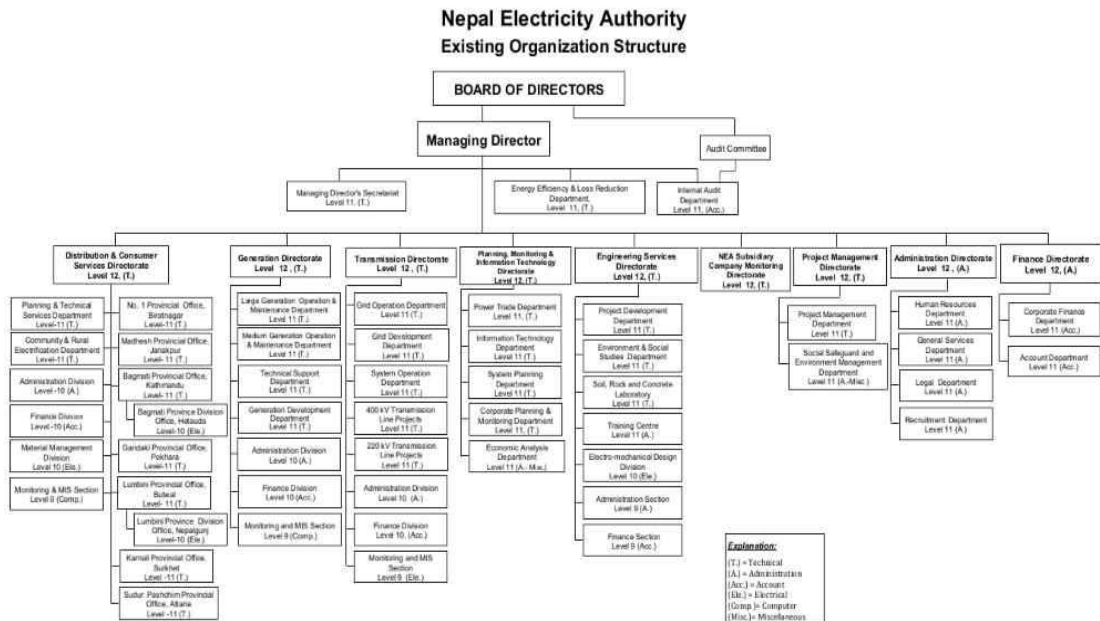 Nepal Electricity Authority
Existing Organization Structure
BOARD OF DIRECTORS
Managing Director
Audit Committee
Managing Director's Secretariat
Level 11, (T.)
Energy Efficiency & Loss Reduction
Department,
Level 11, (T.)
Internal Audit
Department
Level 11, (Acc.)
Distribution & Consumer
Services Directorate
Level 12, (T.)
Planning & Technical
Services Department
Level-11 (T.)
Community & Rural
Electrification Department
Level-11 (T.)
Administration Division
Level -10 (A.)
Finance Division
Level -10 (Acc.)
Material Management
Division
Level 10 (Ele.)
Monitoring & MIS Section
Level 9 (Comp.)
No. 1 Provincial Office,
Biratnagar
Level-11 (T.)
Madhesh Provincial Office,
Janakpur
Level -11 (T.)
Bagmati Provincial Office,
Kathmandu
Level-11 (T.)
Bagmati Province Division
Office, Hetauda
Level-10 (Ele.)
Gandaki Provincial Office,
Pokhara
Level-11 (T.)
Lumbini Provincial Office,
Butwal
Level- 11 (T.)
Lumbini Province Division
Office, Nepalgunj
Level-10 (Ele.)
Karnali Provincial Office,
Surkhet
Level -11 (T.)
Sudur Pashchim Provincial
Office, Attaria
Level -11 (T.)
Generation Directorate
Level 12 , (T.)
Large Generation Operation &
Maintenance Department
Level 11 (T.)
Medium Generation Operation
& Maintenance Department
Level 11 (T.)
Technical Support
Department
Level 11 (T.)
Generation Development
Department
Level 11 (T.)
Administration Division
Level 10 (A.)
Finance Division
Level 10 (Acc.)
Monitoring and MIS Section
Level 9 (Comp.)
Transmission Directorate
Level 12 , (T.)
Grid Operation Department
Level 11 (T.)
Grid Development
Department
Level 11 (T.)
System Operation
Department
Level 11 (T.)
400 kV Transmission
Line Projects
Level 11 (T.)
220 kV Transmission
Line Projects
Level 11 (T.)
Administration Division
Level 10 (A.)
Finance Division
Level 10, (Acc.)
Monitoring and MIS
Section
Level 9 (Ele.)
Planning, Monitoring &
Information Technology
Directorate
Level 12, (T.)
Power Trade Department
Level 11, (T.)
Information Technology
Department
Level 11 (T.)
System Planning
Department
Level 11 (T.)
Corporate Planning &
Monitoring Department
Level 11, (T.)
Economic Analysis
Department
Level 11 (A.- Misc.)
Engineering Services
Directorate
Level 12, (T.)
Project Development
Department
Level 11 (T.)
Environment & Social
Studies Department
Level 11 (T.)
Soil, Rock and Concrete
Laboratory
Level 11 (T.)
Training Centre
Level 11 (A.)
Electro-mechanical Design
Division
Level 10 (Ele.)
Administration Section
Level 9 (A.)
Finance Section
Level 9 (Acc.)
NEA Subsidiary
Company Monitoring
Directorate
Level 12, (T.)
Project Management
Directorate
Level 12 , (T.)
Project Management
Department
Level 11 (T.)
Social Safeguard and
Environment Management
Department
Level 11 (A.-Misc.)
Administration Directorate
Level 12 , (A.)
Human Resources
Department
Level 11 (A.)
General Services
Department
Level 11 (A.)
Legal Department
Level 11 (A.)
Recruitment Department
Level 11 (A.)
Finance Directorate
Level 12, (A.)
Corporate Finance
Department
Level 11 (Acc.)
Account Department
Level 11 (Acc.)
Explanation:
(T.) = Technical
(A.) = Administration
(Acc.) = Account
(Ele.) = Electrical
(Comp.)= Computer
(Misc.)= Miscellaneous